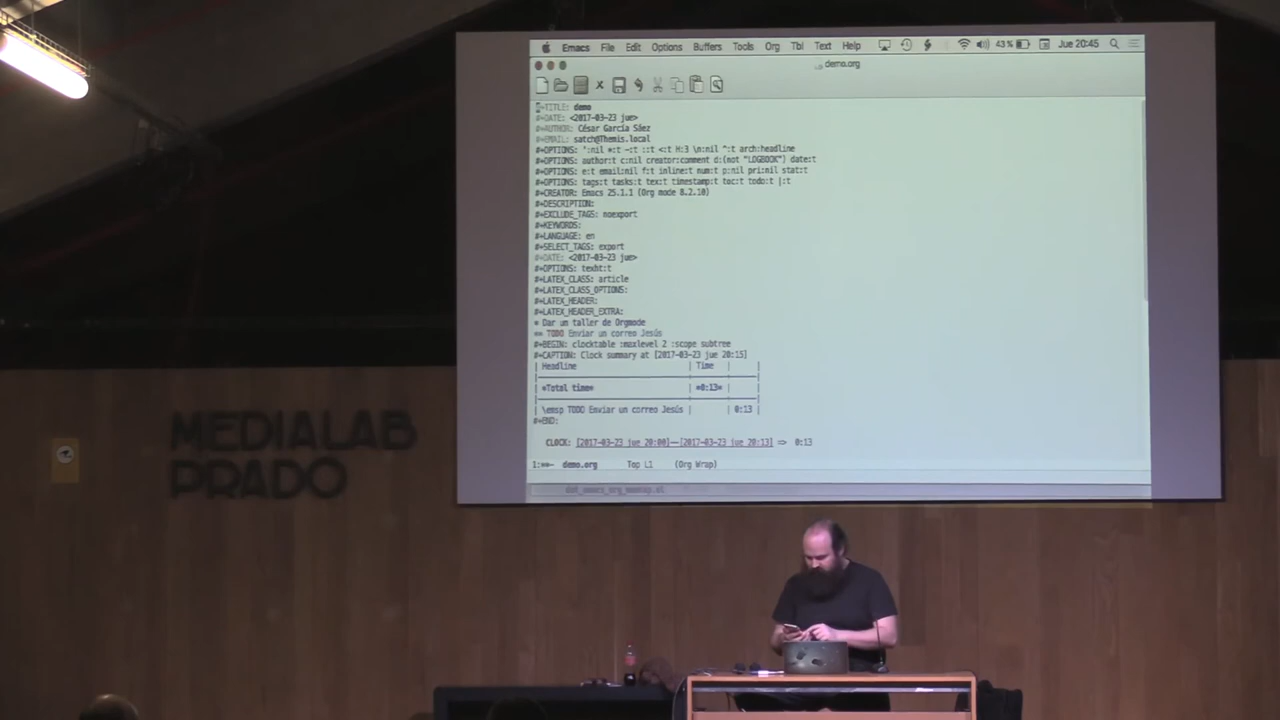 Emacs File Edit Options Buffers Tools Org Tbl Text Help 43% Jue 20:45
demo.org
#+TITLE: demo
#+DATE: <2017-03-23 jue>
#+AUTHOR: César García Sáez
#+EMAIL: satch@Themis.local
#+OPTIONS: ':nil *:t -:t ::t <:t H:3 \n:nil ^:t arch:headline
#+OPTIONS: author:t c:nil creator:comment d:(not "LOGBOOK") date:t
#+OPTIONS: e:t email:nil f:t inline:t num:t p:nil pri:nil stat:t
#+OPTIONS: tags:t tasks:t tex:t timestamp:t toc:t todo:t |:t
#+CREATOR: Emacs 25.1.1 (Org mode 8.2.10)
#+DESCRIPTION:
#+EXCLUDE_TAGS: noexport
#+KEYWORDS:
#+LANGUAGE: en
#+SELECT_TAGS: export
#+DATE: <2017-03-23 jue>
#+OPTIONS: texht:t
#+LATEX_CLASS: article
#+LATEX_CLASS_OPTIONS:
#+LATEX_HEADER:
#+LATEX_HEADER_EXTRA:
* Dar un taller de Orgmode
** TODO Enviar un correo Jesús
#+BEGIN: clocktable :maxlevel 2 :scope subtree
#+CAPTION: Clock summary at [2017-03-23 jue 20:15]
| Headline | Time | |
| *Total time* | *0:13* | |
| \emsp TODO Enviar un correo Jesús | | 0:13 |
#+END:
CLOCK: [2017-03-23 jue 20:00]--[2017-03-23 jue 20:13] => 0:13
1:**- demo.org Top L1 (Org Wrap)
MEDIALAB
PRADO